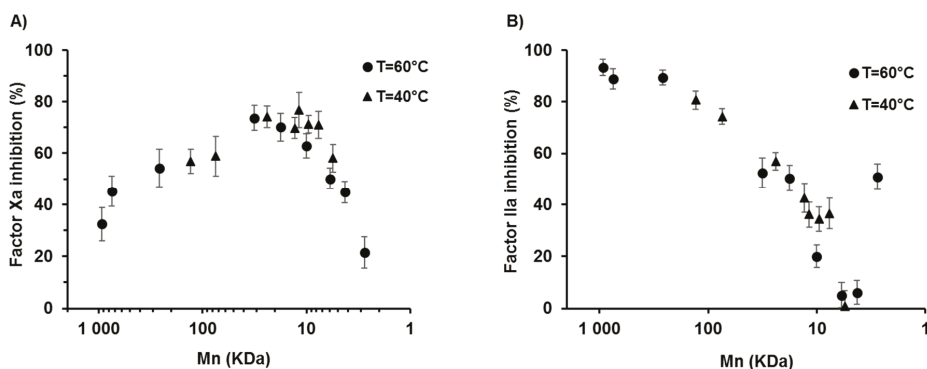 A)
100
80
60
40
20
0
1 000
100
10
1
Factor Xa inhibition (%)
Mn (KDa)
T=60°C
T=40°C
B)
100
80
60
40
20
0
1 000
100
10
1
Factor IIa inhibition (%)
Mn (KDa)
T=60°C
T=40°C